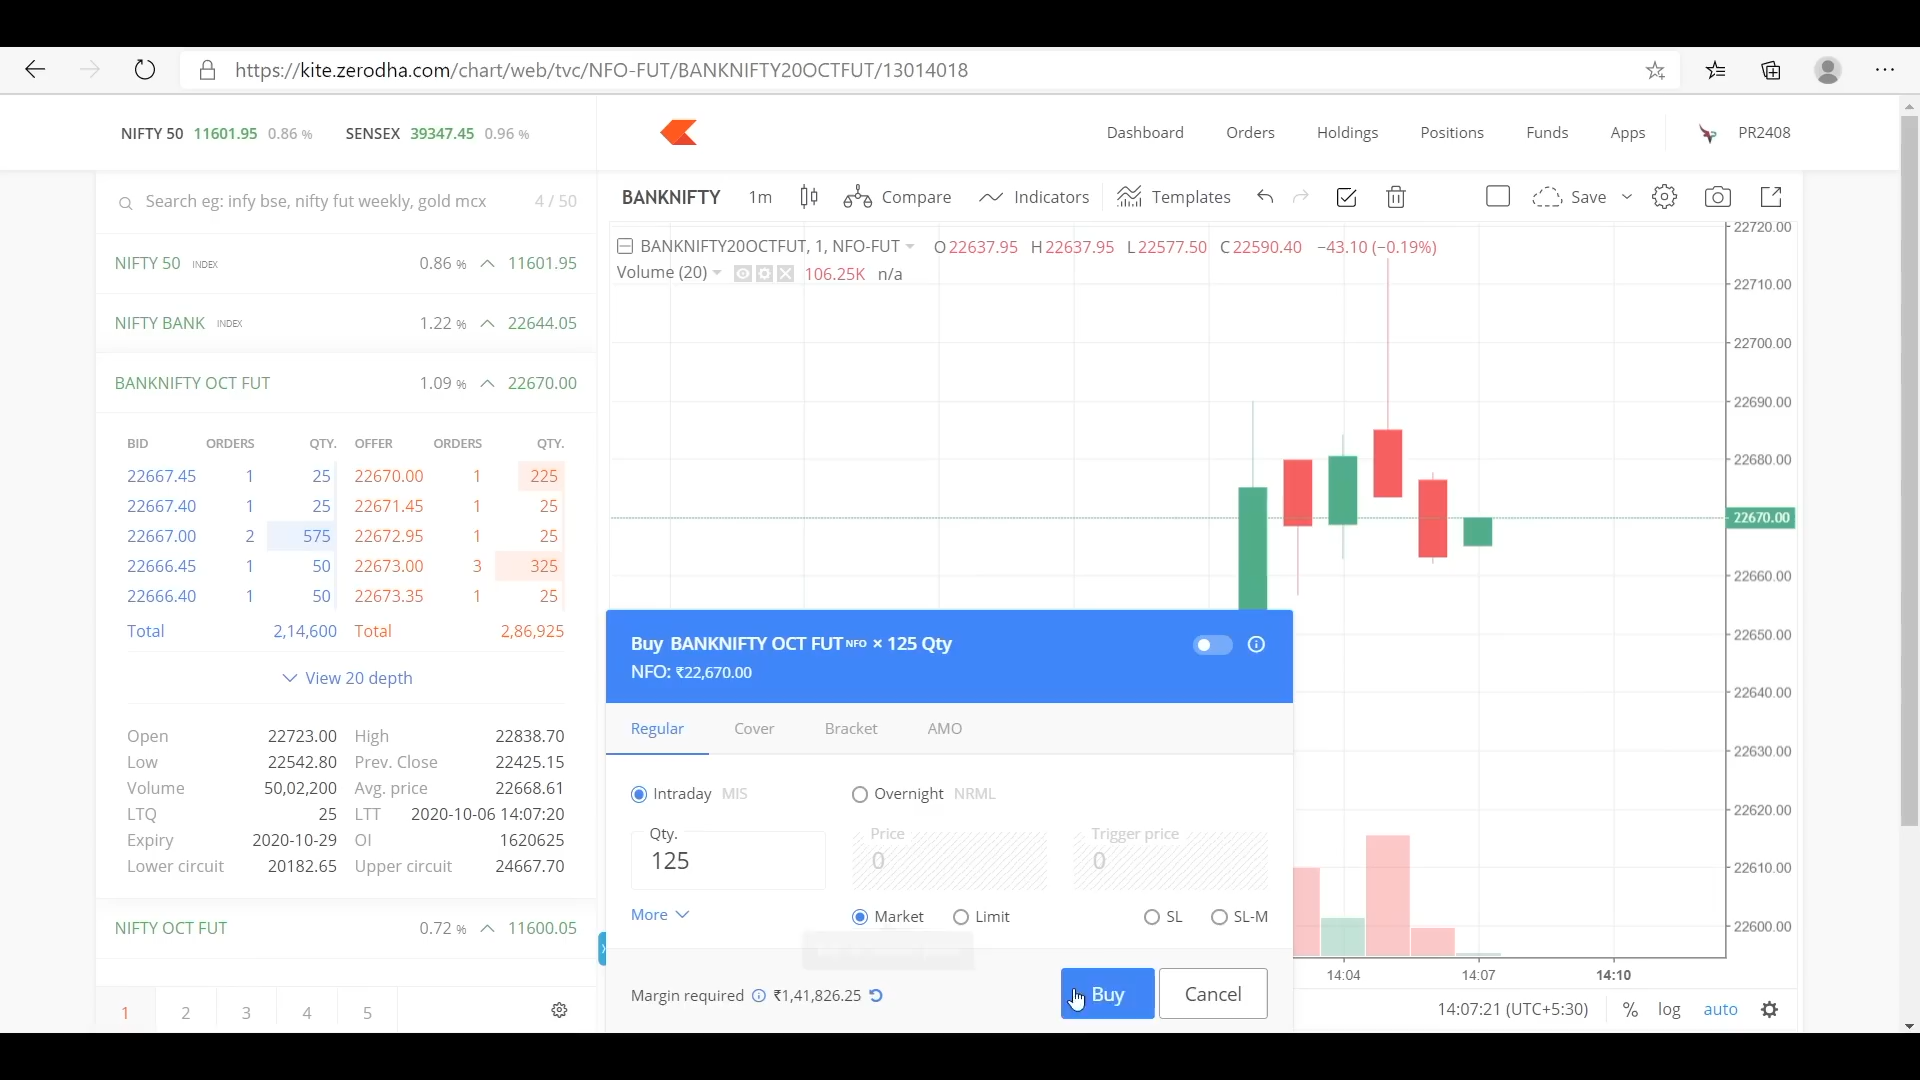 https://kite.zerodha.com/chart/web/tvc/NFO-FUT/BANKNIFTY20OCTFUT/13014018
NIFTY 50 11601.95 0.86 % SENSEX 39347.45 0.96 %
Dashboard Orders Holdings Positions Funds Apps PR2408
Search eg: infy bse, nifty fut weekly, gold mcx 4 / 50
NIFTY 50 INDEX 0.86 % 11601.95
NIFTY BANK INDEX 1.22 % 22644.05
BANKNIFTY OCT FUT 1.09 % 22670.00
BID ORDERS QTY. OFFER ORDERS QTY.
22667.45 1 25 22670.00 1 225
22667.40 1 25 22671.45 1 25
22667.00 2 575 22672.95 1 25
22666.45 1 50 22673.00 3 325
22666.40 1 50 22673.35 1 25
Total 2,14,600 Total 2,86,925
View 20 depth
Open 22723.00 High 22838.70
Low 22542.80 Prev. Close 22425.15
Volume 50,02,200 Avg. price 22668.61
LTQ 25 LTT 2020-10-06 14:07:20
Expiry 2020-10-29 OI 1620625
Lower circuit 20182.65 Upper circuit 24667.70
NIFTY OCT FUT 0.72 % 11600.05
1 2 3 4 5
BANKNIFTY 1m Compare Indicators Templates Save
BANKNIFTY20OCTFUT, 1, NFO-FUT O22637.95 H22637.95 L22577.50 C22590.40 −43.10 (−0.19%)
Volume (20) 106.25K n/a
22720.00
22710.00
22700.00
22690.00
22680.00
22670.00
22660.00
22650.00
22640.00
22630.00
22620.00
22610.00
22600.00
Buy BANKNIFTY OCT FUT NFO × 125 Qty
NFO: ₹22,670.00
Regular Cover Bracket AMO
Intraday MIS Overnight NRML
Qty. Price Trigger price
125 0 0
More Market Limit SL SL-M
Margin required ₹1,41,826.25 Buy Cancel
14:04 14:07 14:10
14:07:21 (UTC+5:30) % log auto